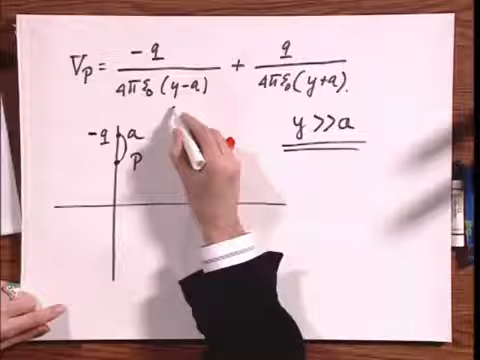 Vp = -q / 4πε₀(y-a) + q / 4πε₀(y+a).
y >> a
-q a
P